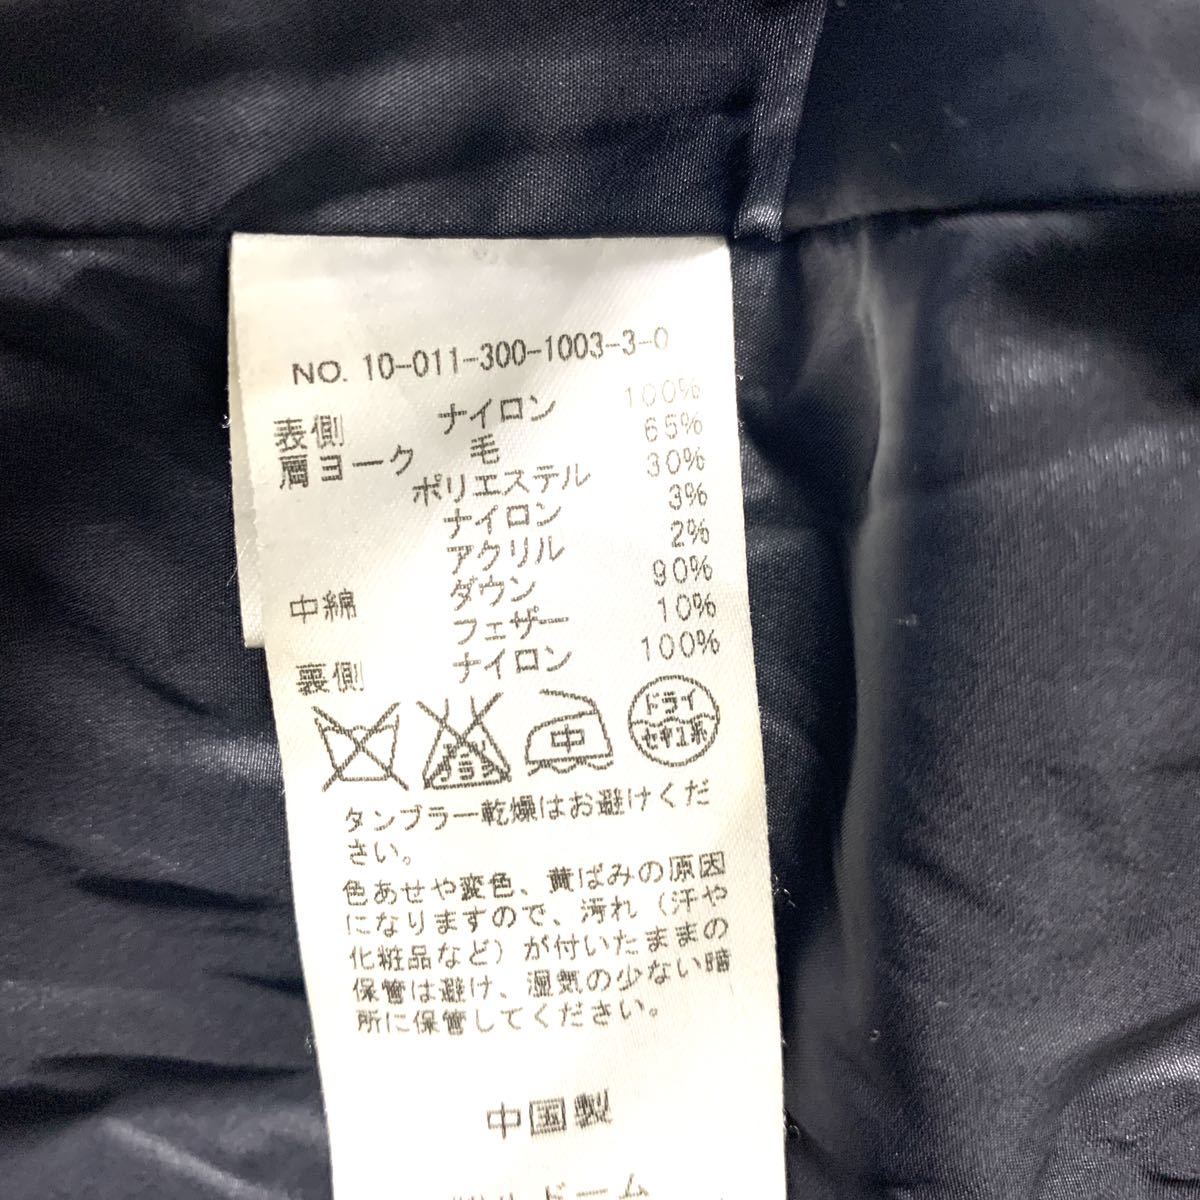 NO. 10-011-300-1003-3-0
表側 ナイロン 100%
肩ヨーク 毛 65%
ポリエステル 30%
ナイロン 3%
アクリル 2%
中綿 ダウン 90%
フェザー 10%
裏側 ナイロン 100%
中 ドライ
セキユ系
タンブラー乾燥はお避けくだ
さい。
色あせや変色、黄ばみの原因
になりますので、汚れ（汗や
化粧品など）が付いたままの
保管は避け、湿気の少ない暗
所に保管してください。
中国製
ルドーム